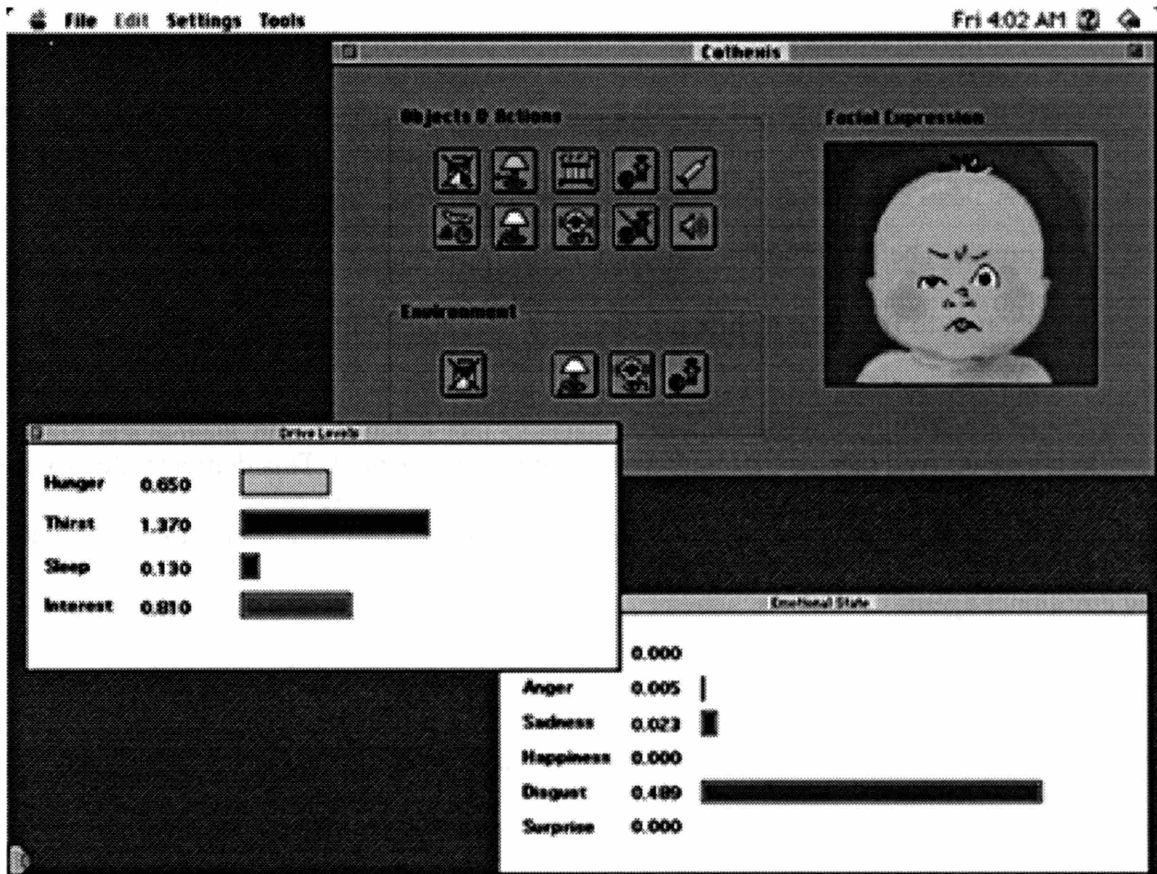 File Edit Settings Tools Fri 4:02 AM
Cathexis
Objects & Actions
Facial Expression
Environment
Drive Levels
Hunger 0.650
Thirst 1.370
Sleep 0.130
Interest 0.810
Emotional State
0.000
Anger 0.005
Sadness 0.023
Happiness 0.000
Disgust 0.489
Surprise 0.000